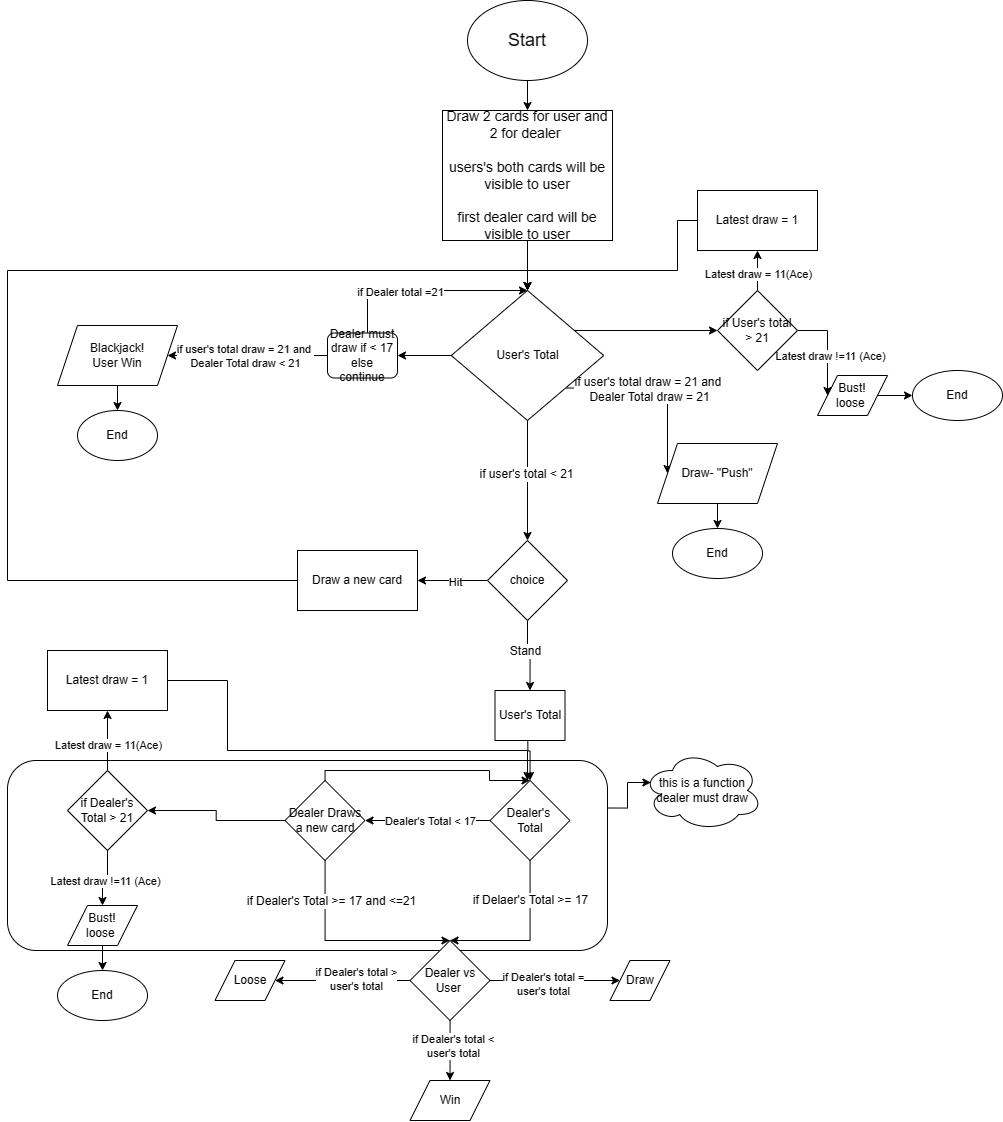 Start
Draw 2 cards for user and
2 for dealer
users's both cards will be
visible to user
first dealer card will be
visible to user
Latest draw = 1
Latest draw = 11(Ace)
if Dealer total =21
if User's total
> 21
Blackjack!
User Win
if user's total draw = 21 and
Dealer Total draw < 21
Dealer must
draw if < 17
else
continue
User's Total
Latest draw !=11 (Ace)
if user's total draw = 21 and
Dealer Total draw = 21
Bust!
loose
End
End
if user's total < 21
Draw- "Push"
End
Draw a new card
Hit
choice
Stand
Latest draw = 1
User's Total
Latest draw = 11(Ace)
this is a function
dealer must draw
if Dealer's
Total > 21
Dealer Draws
a new card
Dealer's Total < 17
Dealer's
Total
Latest draw !=11 (Ace)
if Dealer's Total >= 17 and <=21
if Delaer's Total >= 17
Bust!
loose
End
Loose
if Dealer's total >
user's total
Dealer vs
User
if Dealer's total =
user's total
Draw
if Dealer's total <
user's total
Win